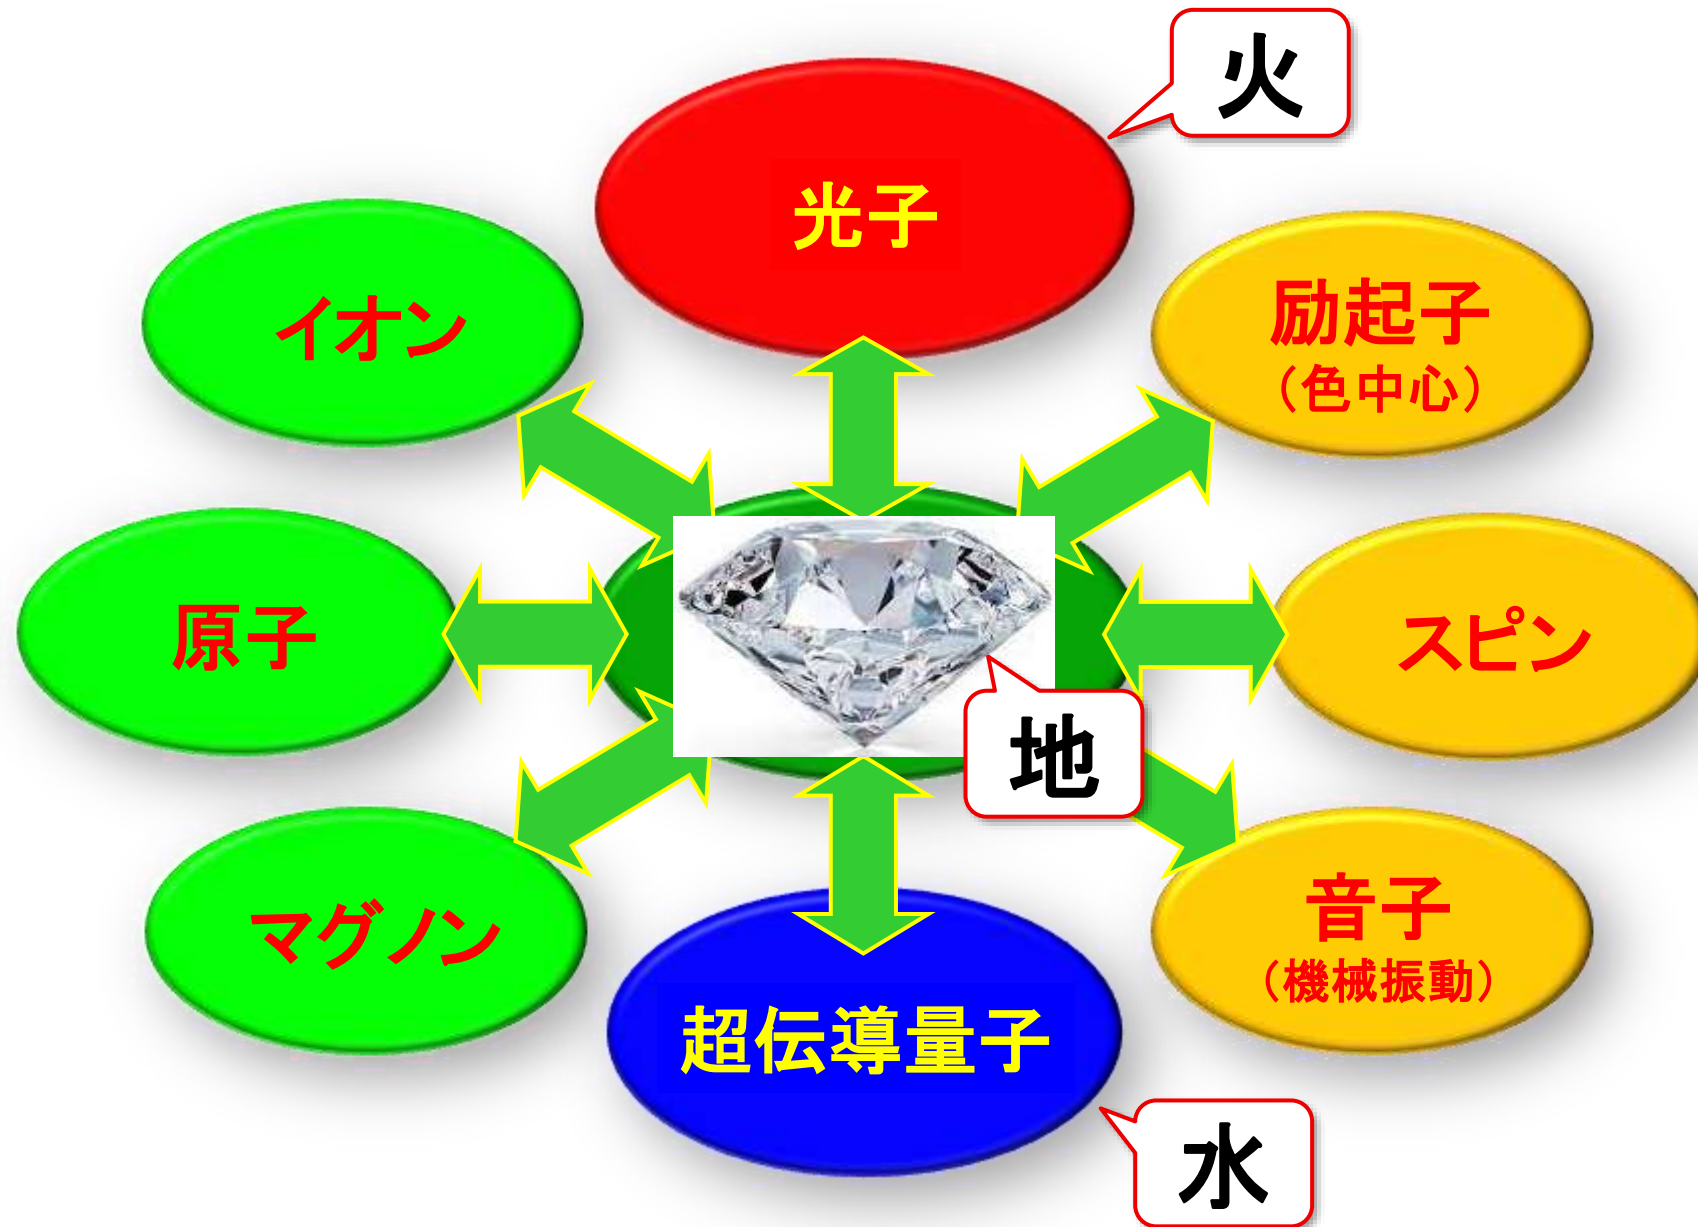 火
光子
イオン
励起子
（色中心）
原子
スピン
地
マグノン
音子
（機械振動）
超伝導量子
水